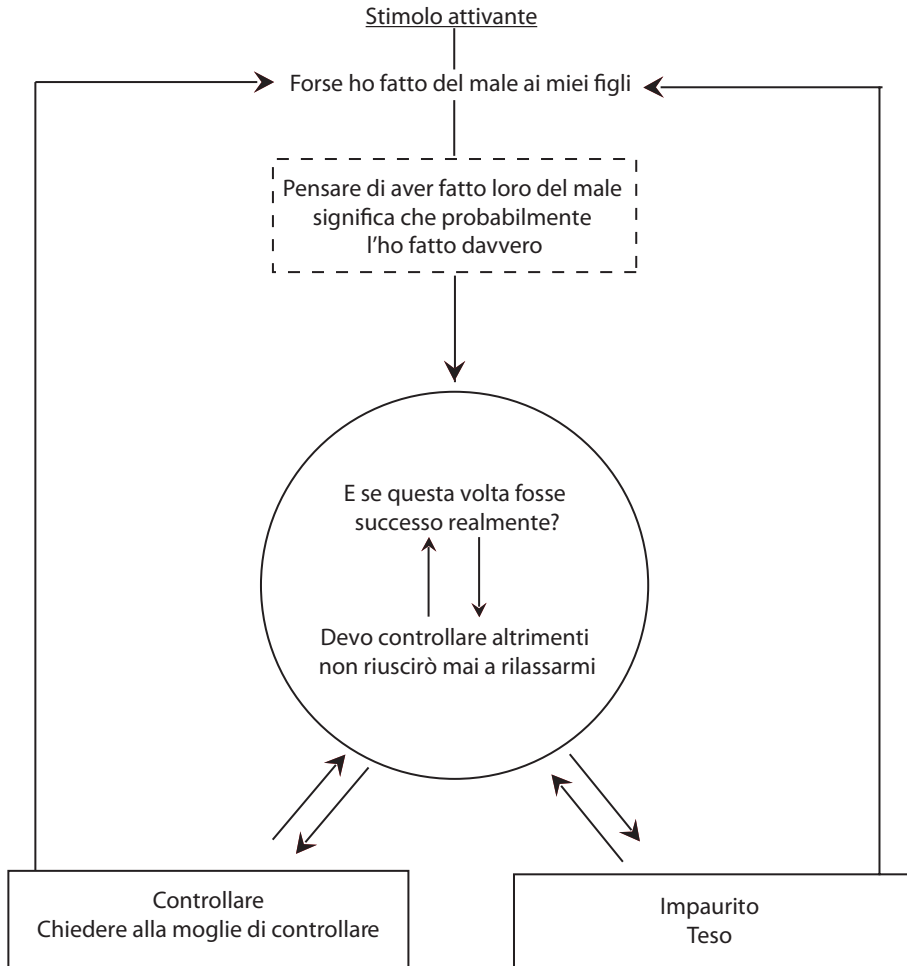 Stimolo attivante
Forse ho fatto del male ai miei figli
Pensare di aver fatto loro del male
significa che probabilmente
l'ho fatto davvero
E se questa volta fosse
successo realmente?
Devo controllare altrimenti
non riuscirò mai a rilassarmi
Controllare
Chiedere alla moglie di controllare
Impaurito
Teso